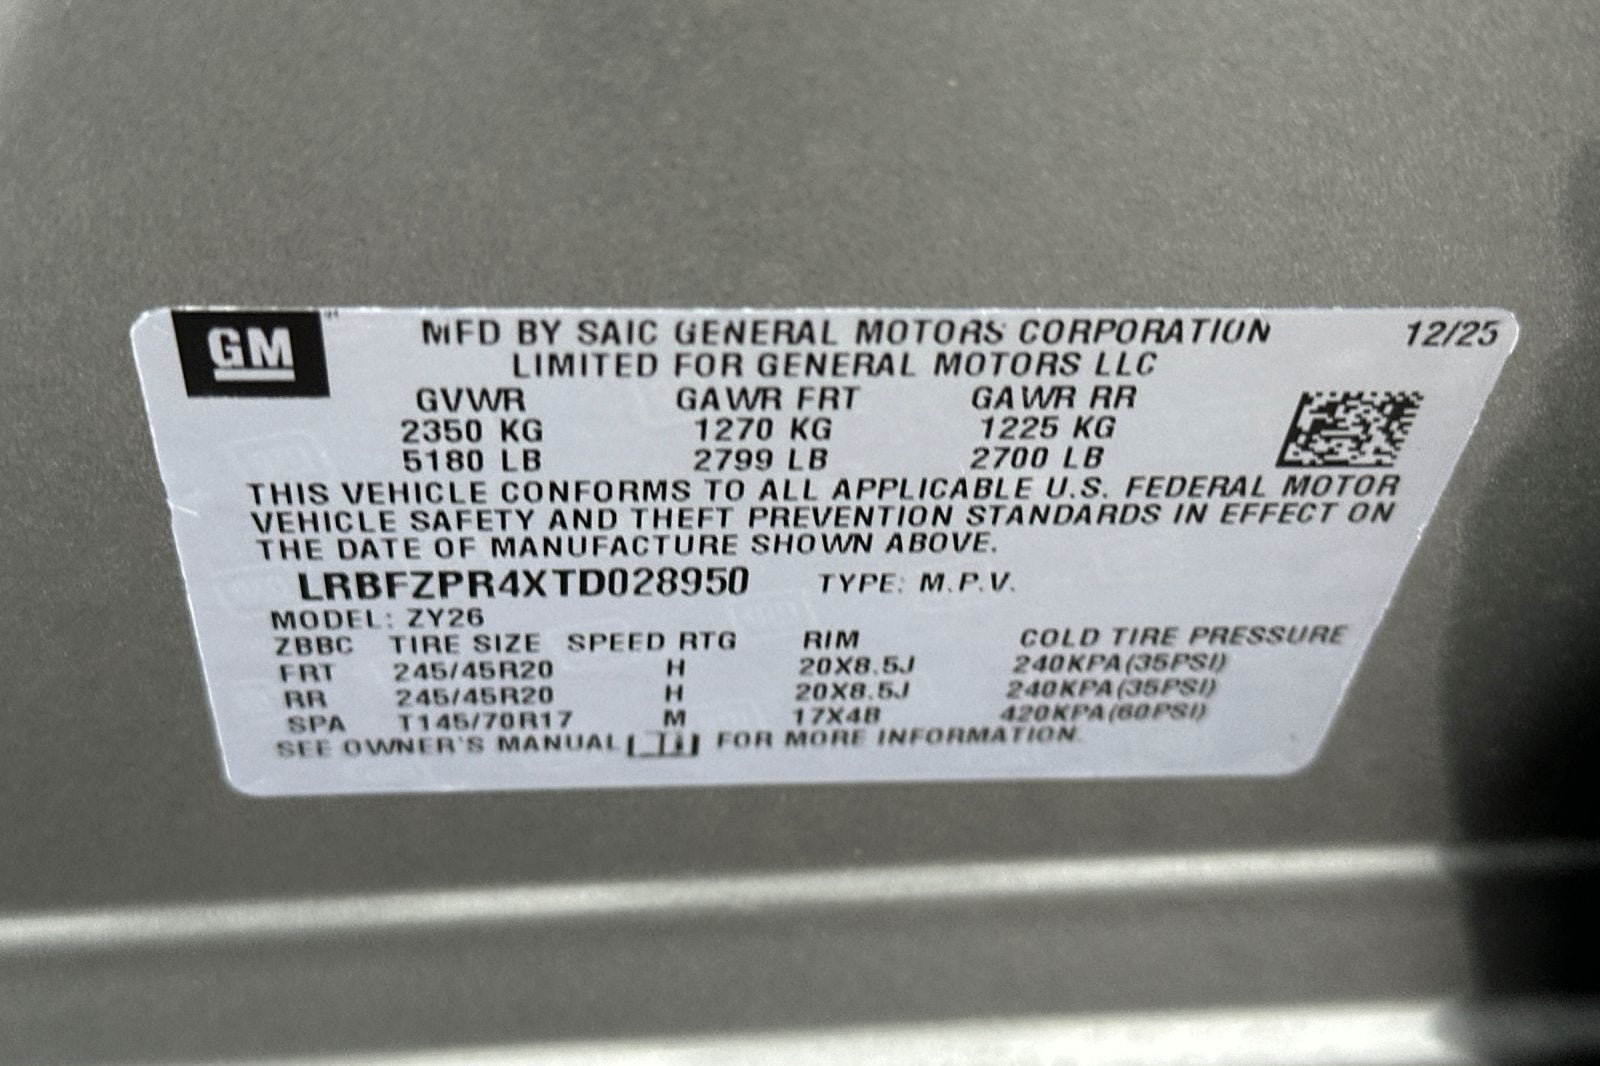 GM
MFD BY SAIC GENERAL MOTORS CORPORATION 12/25
LIMITED FOR GENERAL MOTORS LLC
GVWR GAWR FRT GAWR RR
2350 KG 1270 KG 1225 KG
5180 LB 2799 LB 2700 LB
THIS VEHICLE CONFORMS TO ALL APPLICABLE U.S. FEDERAL MOTOR
VEHICLE SAFETY AND THEFT PREVENTION STANDARDS IN EFFECT ON
THE DATE OF MANUFACTURE SHOWN ABOVE.
LRBFZPR4XTD028950 TYPE: M.P.V.
MODEL: ZY26
ZBBC TIRE SIZE SPEED RTG RIM COLD TIRE PRESSURE
FRT 245/45R20 H 20X8.5J 240KPA(35PSI)
RR 245/45R20 H 20X8.5J 240KPA(35PSI)
SPA T145/70R17 M 17X4B 420KPA(60PSI)
SEE OWNER'S MANUAL FOR MORE INFORMATION.